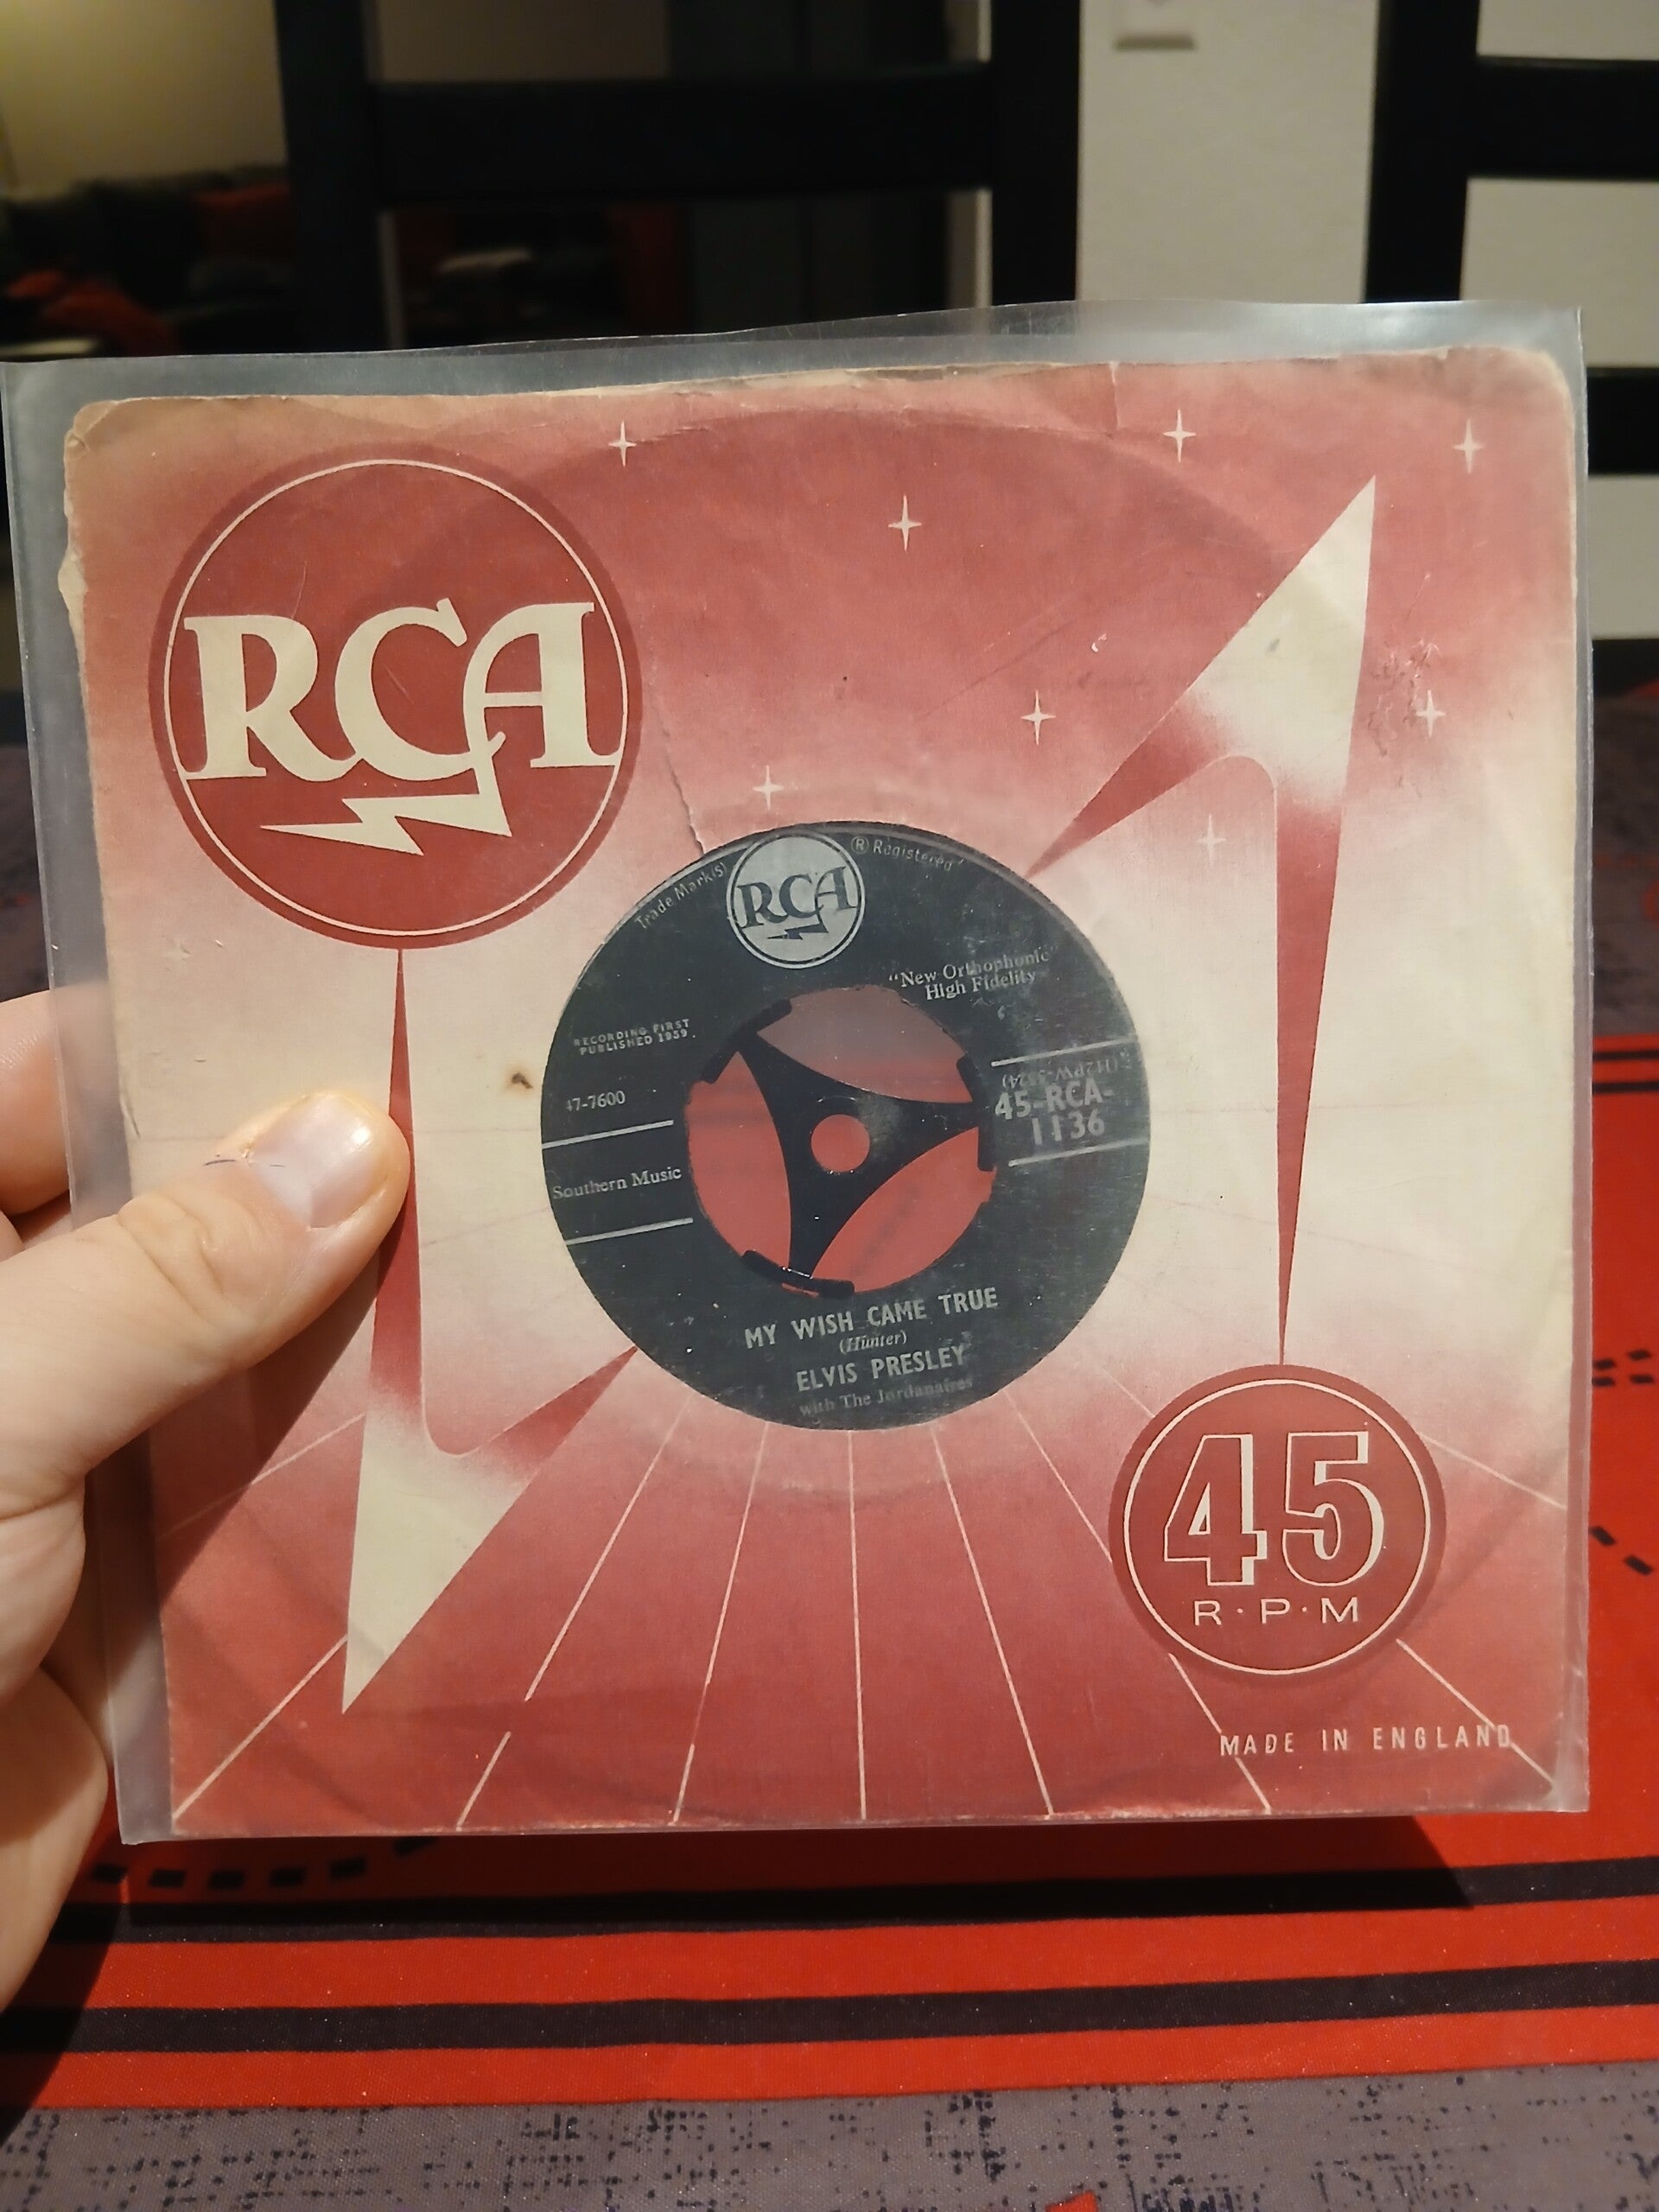 RCA
Trade Mark(s)
RCA
® Registered
"New Orthophonic"
High Fidelity
RECORDING FIRST
PUBLISHED 1959
47-7600
45-RCA-
1136
Southern Music
MY WISH CAME TRUE
(Hunter)
ELVIS PRESLEY
with The Jordanaires
45
R·P·M
MADE IN ENGLAND